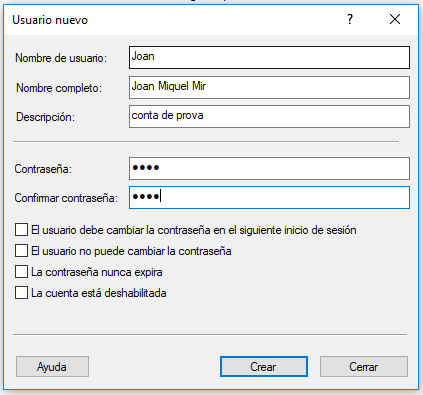 Usuario nuevo
?
Nombre de usuario: Joan
Nombre completo: Joan Miquel Mir
Descripción: conta de prova
Contraseña: ●●●●
Confirmar contraseña: ●●●●
El usuario debe cambiar la contraseña en el siguiente inicio de sesión
El usuario no puede cambiar la contraseña
La contraseña nunca expira
La cuenta está deshabilitada
Ayuda Crear Cerrar